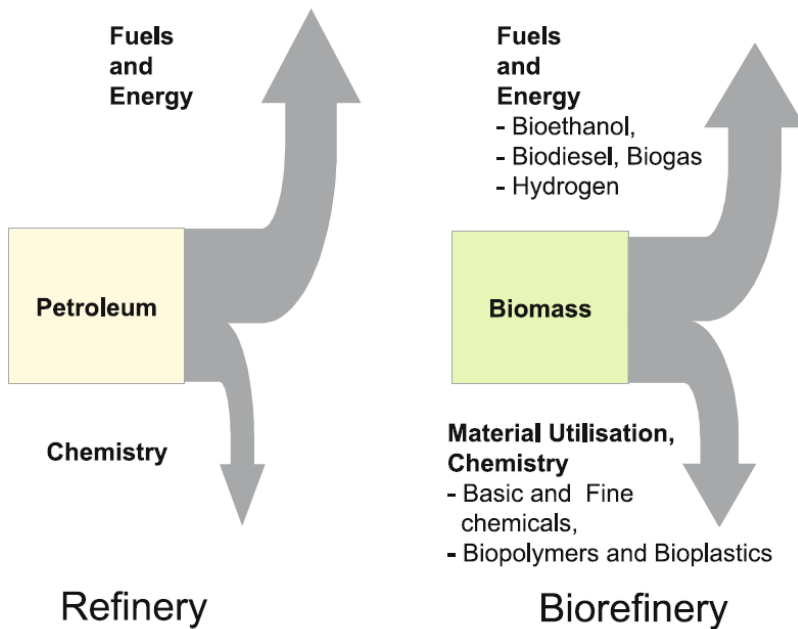 Fuels
and
Energy
Petroleum
Chemistry
Refinery
Fuels
and
Energy
- Bioethanol,
- Biodiesel, Biogas
- Hydrogen
Biomass
Material Utilisation,
Chemistry
- Basic and Fine
chemicals,
- Biopolymers and Bioplastics
Biorefinery